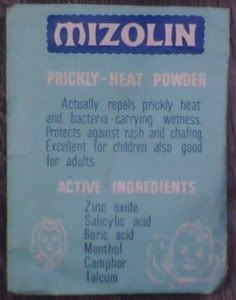 MIZOLIN
PRICKLY-HEAT POWDER
Actually repels prickly heat
and bacteria-carrying wetness.
Protects against rash and chafing.
Excellent for children also good
for adults.
ACTIVE INGREDIENTS
Zinc oxide
Salicylic acid
Boric acid
Menthol
Camphor
Talcum